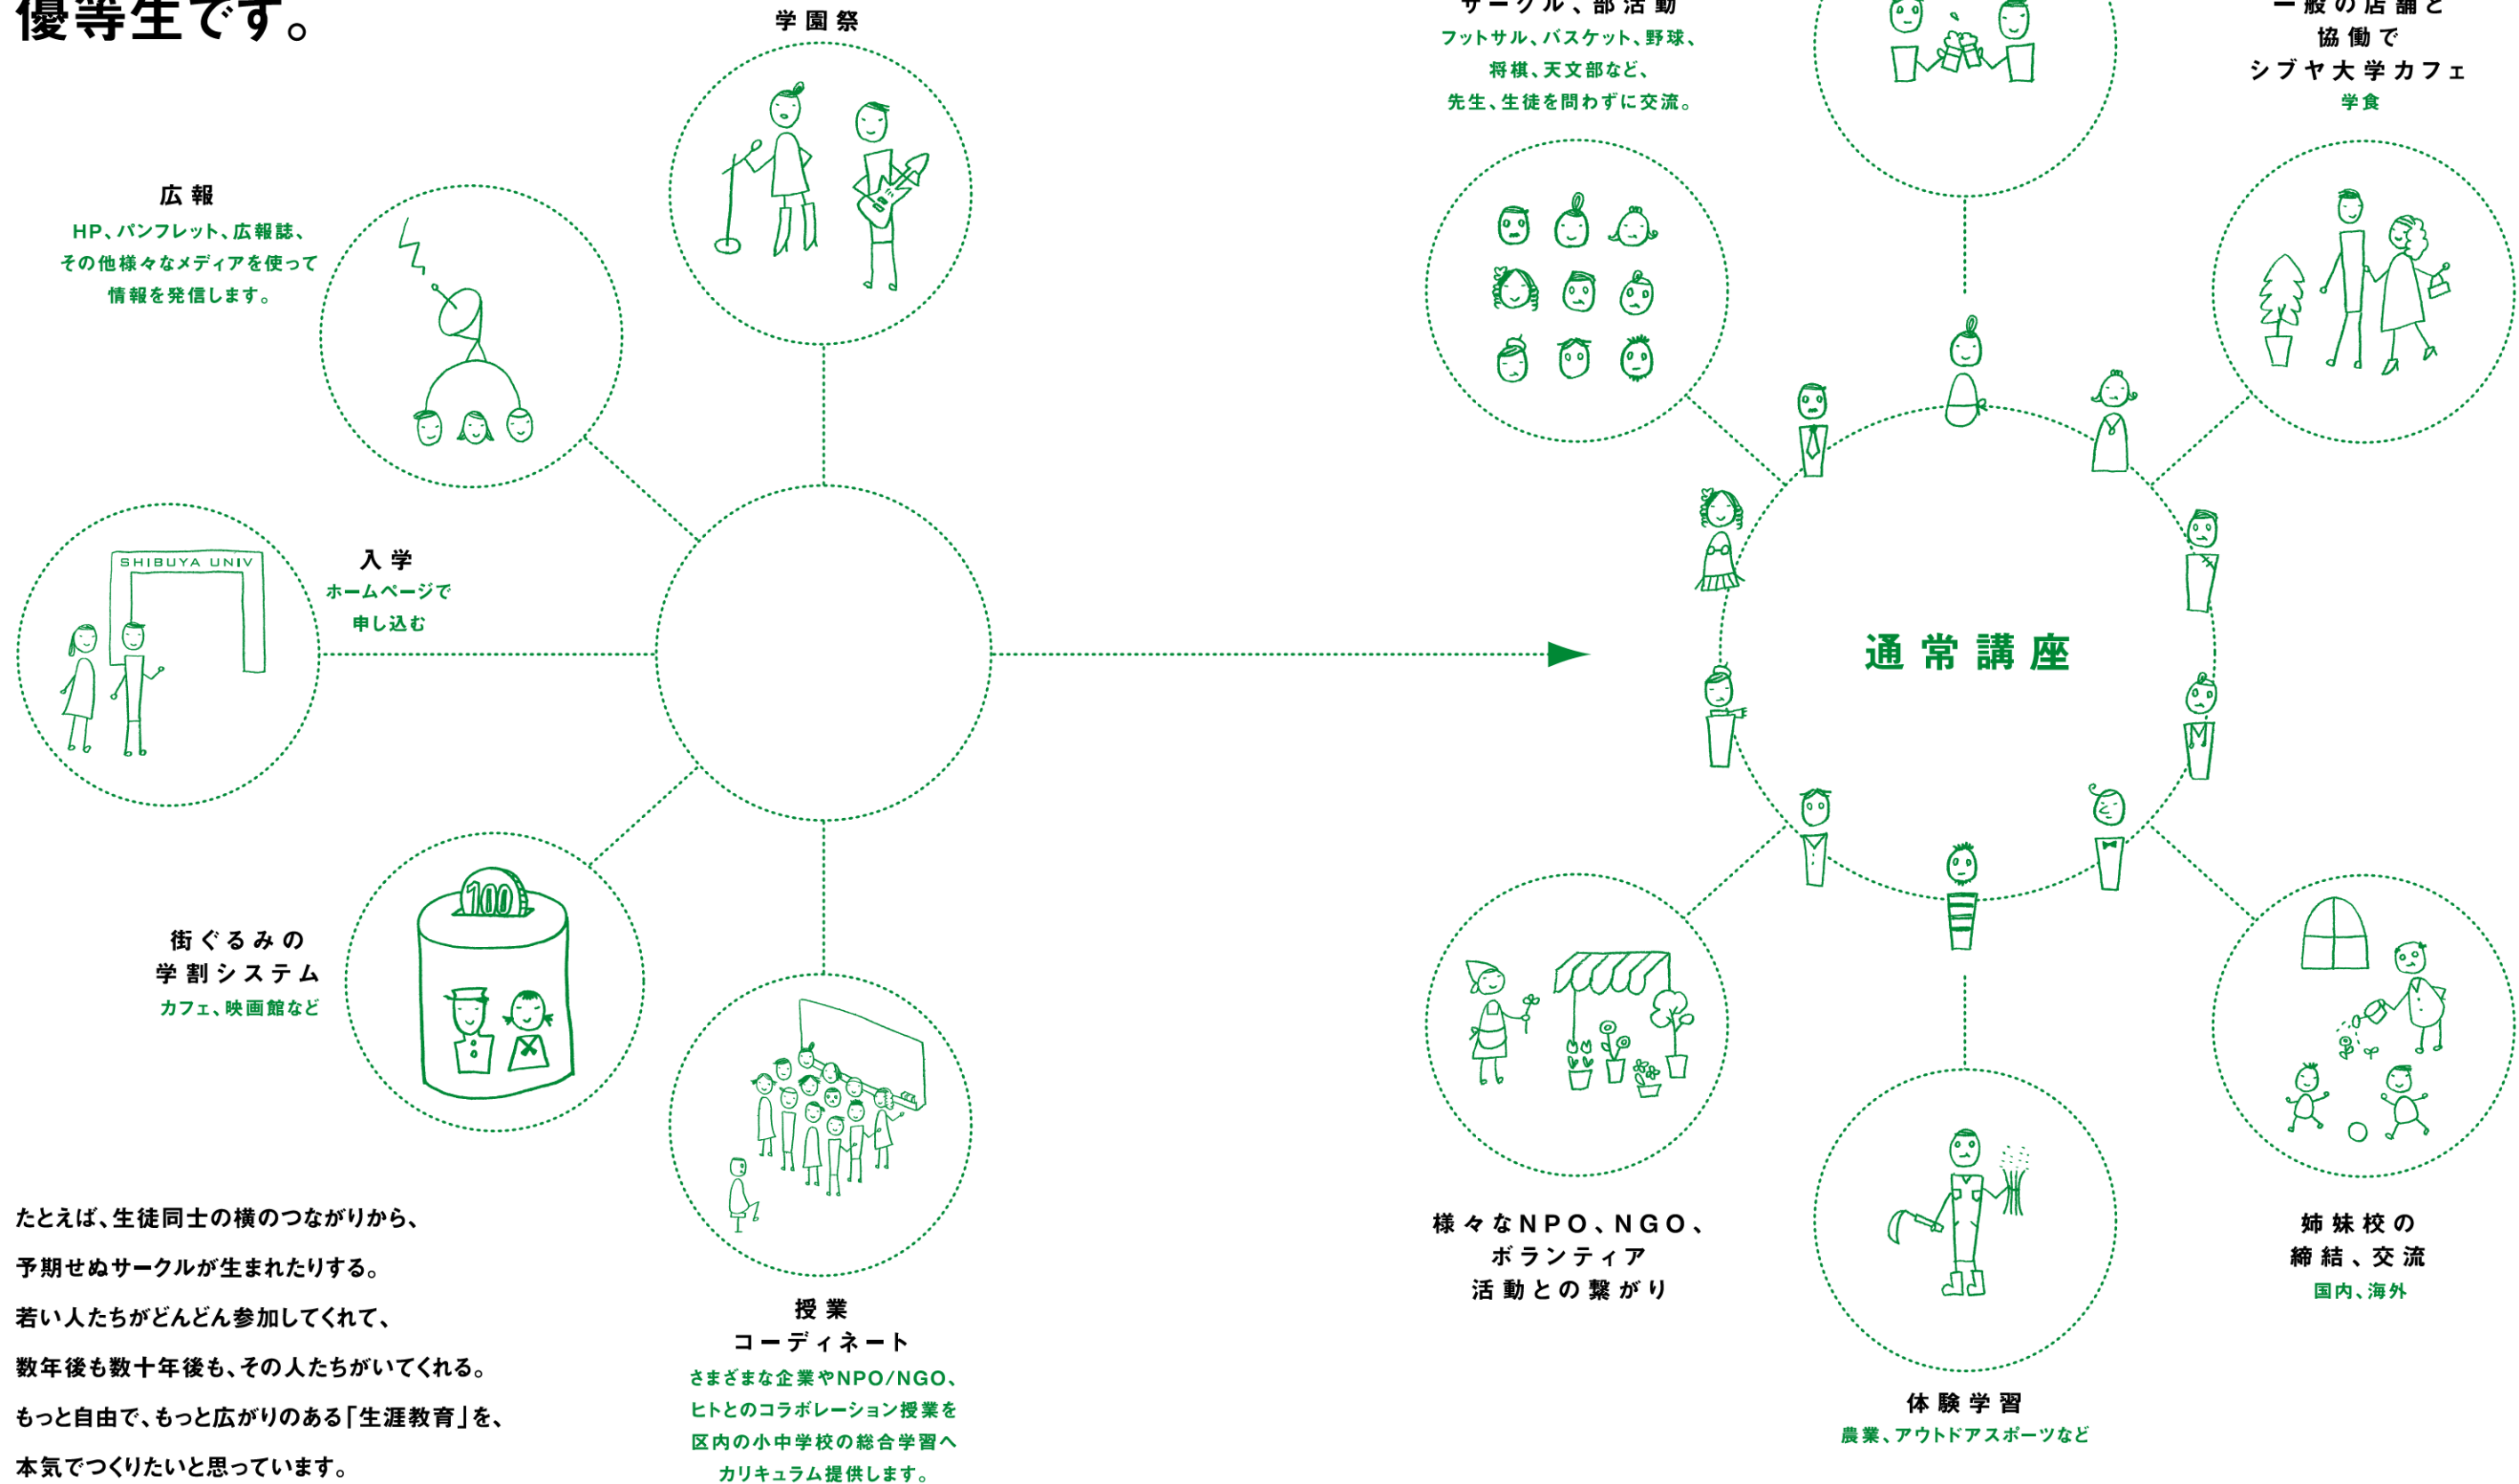 優等生です。
学園祭
広報
HP、パンフレット、広報誌、
その他様々なメディアを使って
情報を発信します。
SHIBUYA UNIV
入学
ホームページで
申し込む
街ぐるみの
学割システム
カフェ、映画館など
100
授業
コーディネート
さまざまな企業やNPO/NGO、
ヒトとのコラボレーション授業を
区内の小中学校の総合学習へ
カリキュラム提供します。
たとえば、生徒同士の横のつながりから、
予期せぬサークルが生まれたりする。
若い人たちがどんどん参加してくれて、
数年後も数十年後も、その人たちがいてくれる。
もっと自由で、もっと広がりのある「生涯教育」を、
本気でつくりたいと思っています。
サークル、部活動
フットサル、バスケット、野球、
将棋、天文部など、
先生、生徒を問わずに交流。
一般の店舗と
協働で
シブヤ大学カフェ
学食
通常講座
様々なNPO、NGO、
ボランティア
活動との繋がり
体験学習
農業、アウトドアスポーツなど
姉妹校の
締結、交流
国内、海外